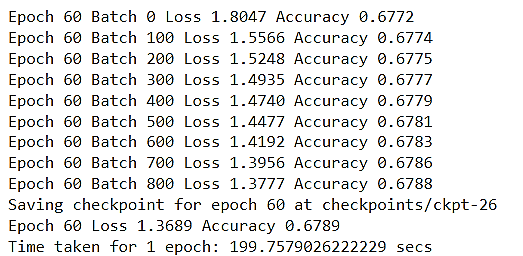 Epoch 60 Batch 0 Loss 1.8047 Accuracy 0.6772
Epoch 60 Batch 100 Loss 1.5566 Accuracy 0.6774
Epoch 60 Batch 200 Loss 1.5248 Accuracy 0.6775
Epoch 60 Batch 300 Loss 1.4935 Accuracy 0.6777
Epoch 60 Batch 400 Loss 1.4740 Accuracy 0.6779
Epoch 60 Batch 500 Loss 1.4477 Accuracy 0.6781
Epoch 60 Batch 600 Loss 1.4192 Accuracy 0.6783
Epoch 60 Batch 700 Loss 1.3956 Accuracy 0.6786
Epoch 60 Batch 800 Loss 1.3777 Accuracy 0.6788
Saving checkpoint for epoch 60 at checkpoints/ckpt-26
Epoch 60 Loss 1.3689 Accuracy 0.6789
Time taken for 1 epoch: 199.7579026222229 secs